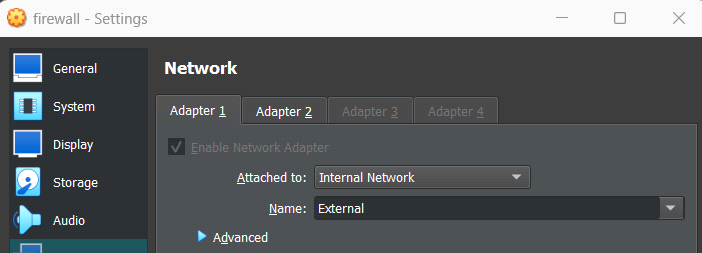 firewall - Settings
General
System
Display
Storage
Audio
Network
Adapter 1
Adapter 2
Adapter 3
Adapter 4
Enable Network Adapter
Attached to: Internal Network
Name: External
Advanced